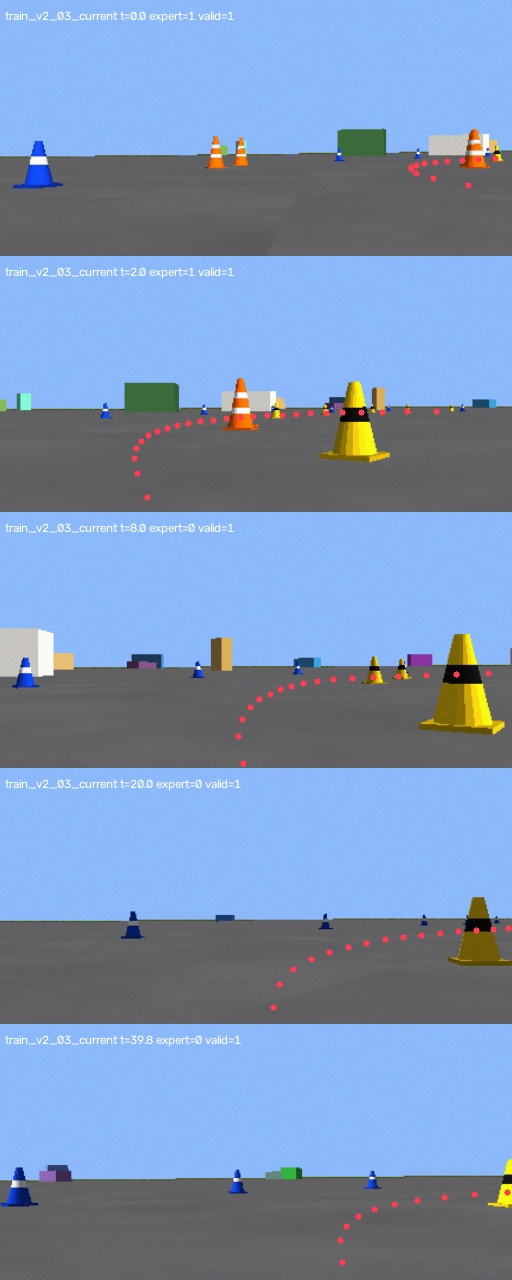 train_v2_03_current t=0.0 expert=1 valid=1
train_v2_03_current t=2.0 expert=1 valid=1
train_v2_03_current t=8.0 expert=0 valid=1
train_v2_03_current t=20.0 expert=0 valid=1
train_v2_03_current t=39.8 expert=0 valid=1